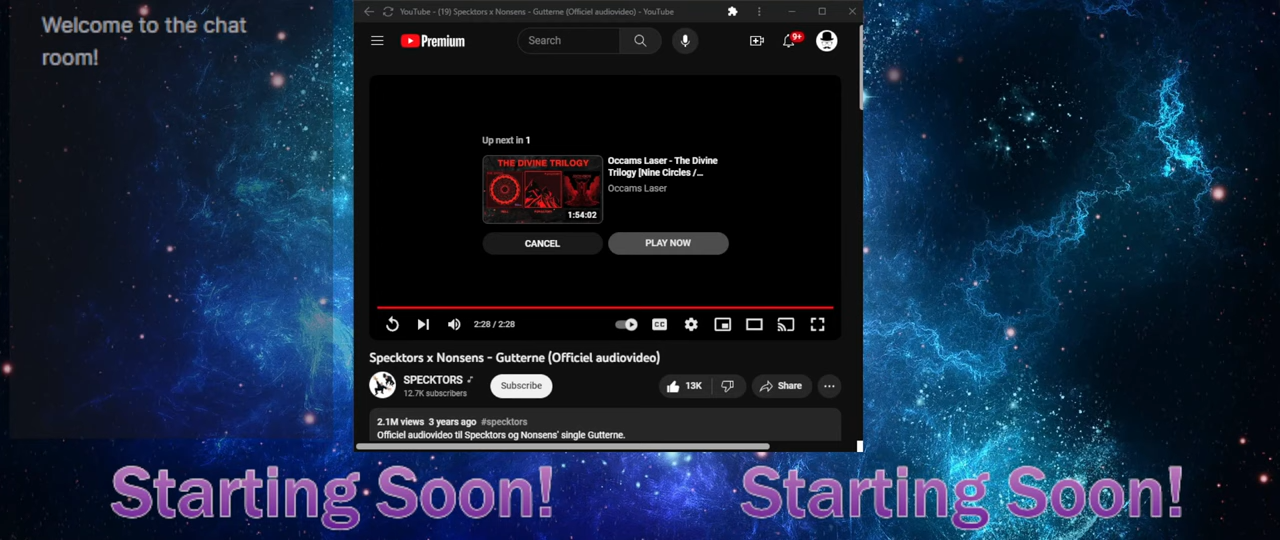 Welcome to the chat
room!
YouTube - (19) Specktors x Nonsens - Gutterne (Officiel audiovideo) - YouTube
Premium
Search
9+
Up next in 1
THE DIVINE TRILOGY
1:54:02
Occams Laser - The Divine
Trilogy [Nine Circles /...
Occams Laser
CANCEL
PLAY NOW
2:28 / 2:28
CC
Specktors x Nonsens - Gutterne (Officiel audiovideo)
SPECKTORS
12.7K subscribers
Subscribe
13K
Share
2.1M views 3 years ago #specktors
Officiel audiovideo til Specktors og Nonsens' single Gutterne.
Starting Soon!
Starting Soon!